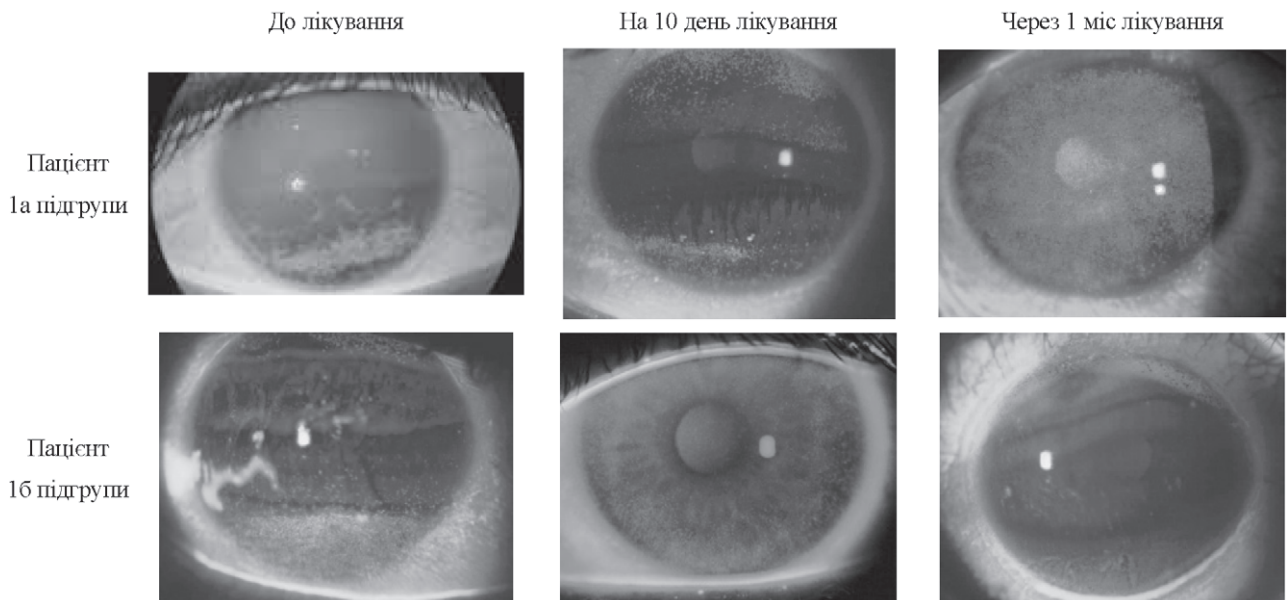 До лікування
На 10 день лікування
Через 1 міс лікування
Пацієнт
1а підгрупи
Пацієнт
1б підгрупи